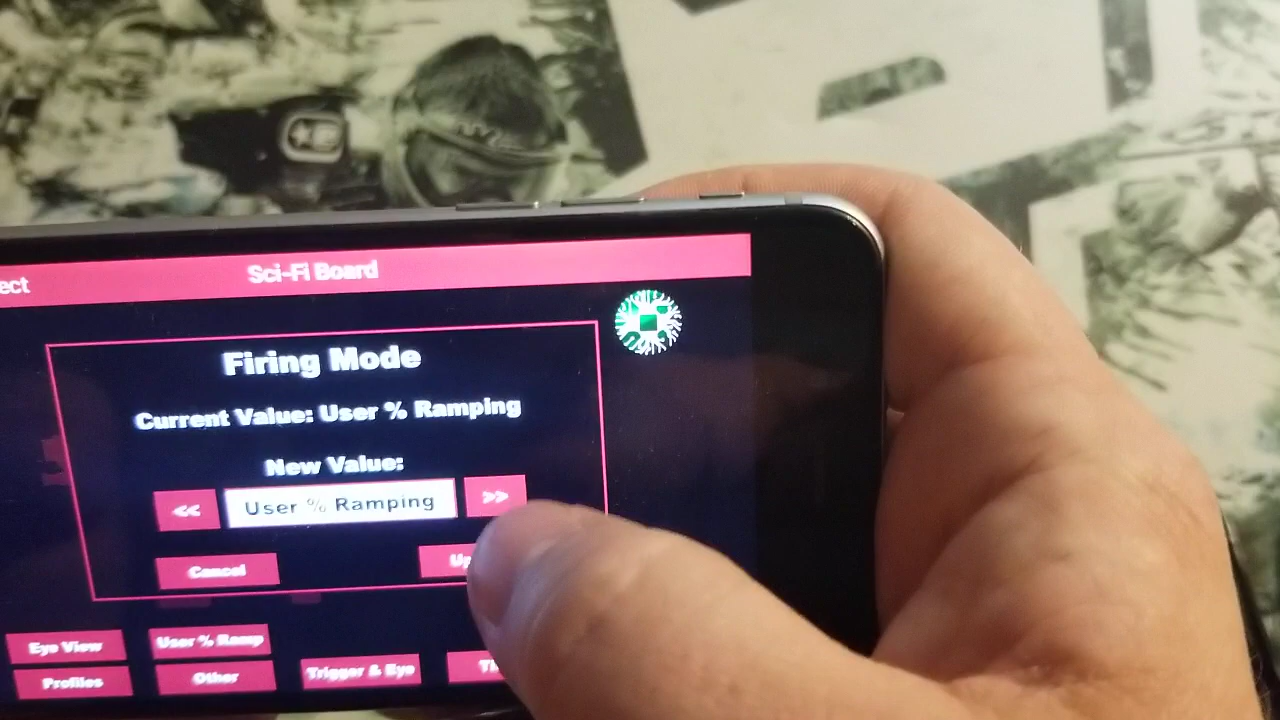 ect
Sci-Fi Board
Firing Mode
Current Value: User % Ramping
New Value:
<<
User % Ramping
>>
Cancel
Up
Eye View
User % Ramp
Profiles
Other
Trigger & Eye